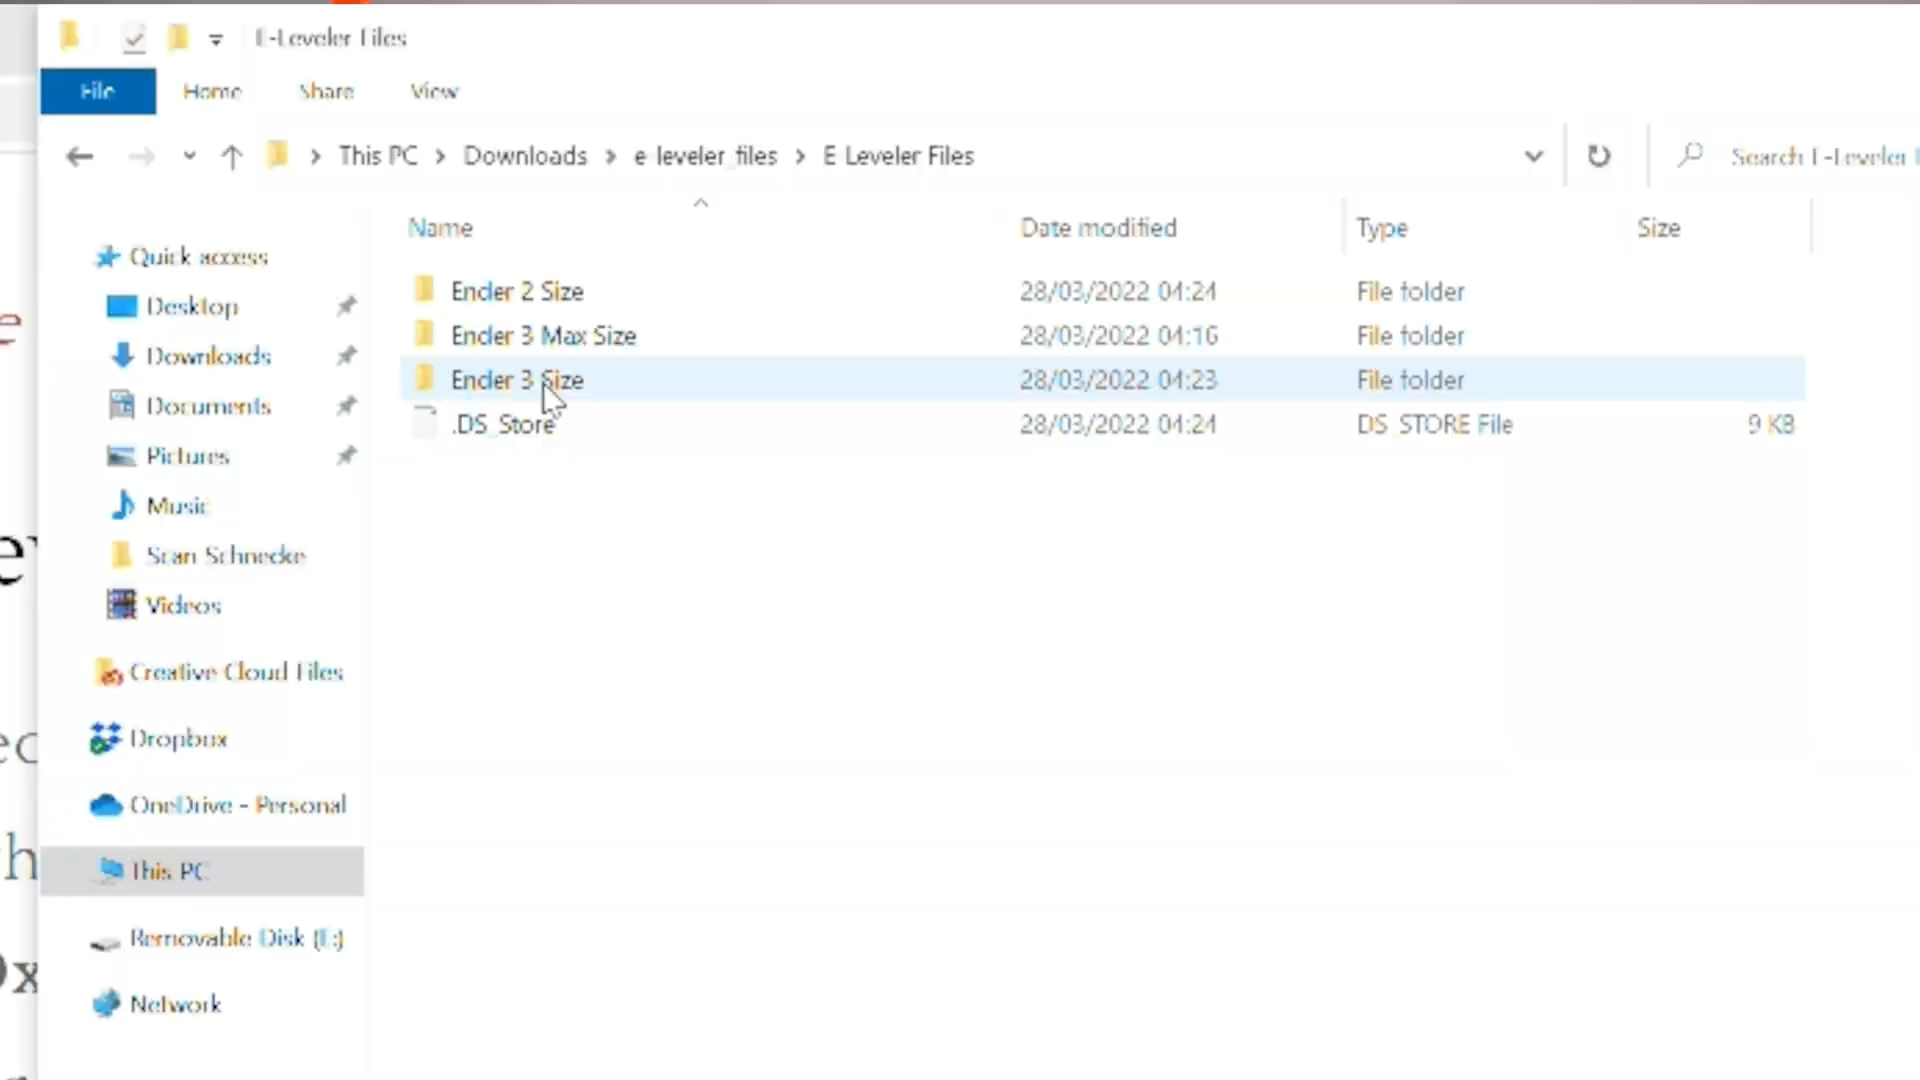 E-Leveler Files
File Home Share View
This PC Downloads e-leveler_files E-Leveler Files Search E-Leveler
Name Date modified Type Size
Quick access
Desktop
Downloads
Documents
Pictures
Music
Scan Schnecke
Videos
Creative Cloud Files
Dropbox
OneDrive - Personal
This PC
Removable Disk (E:)
Network
Ender 2 Size 28/03/2022 04:24 File folder
Ender 3 Max Size 28/03/2022 04:16 File folder
Ender 3 Size 28/03/2022 04:23 File folder
.DS_Store 28/03/2022 04:24 DS_STORE File 9 KB